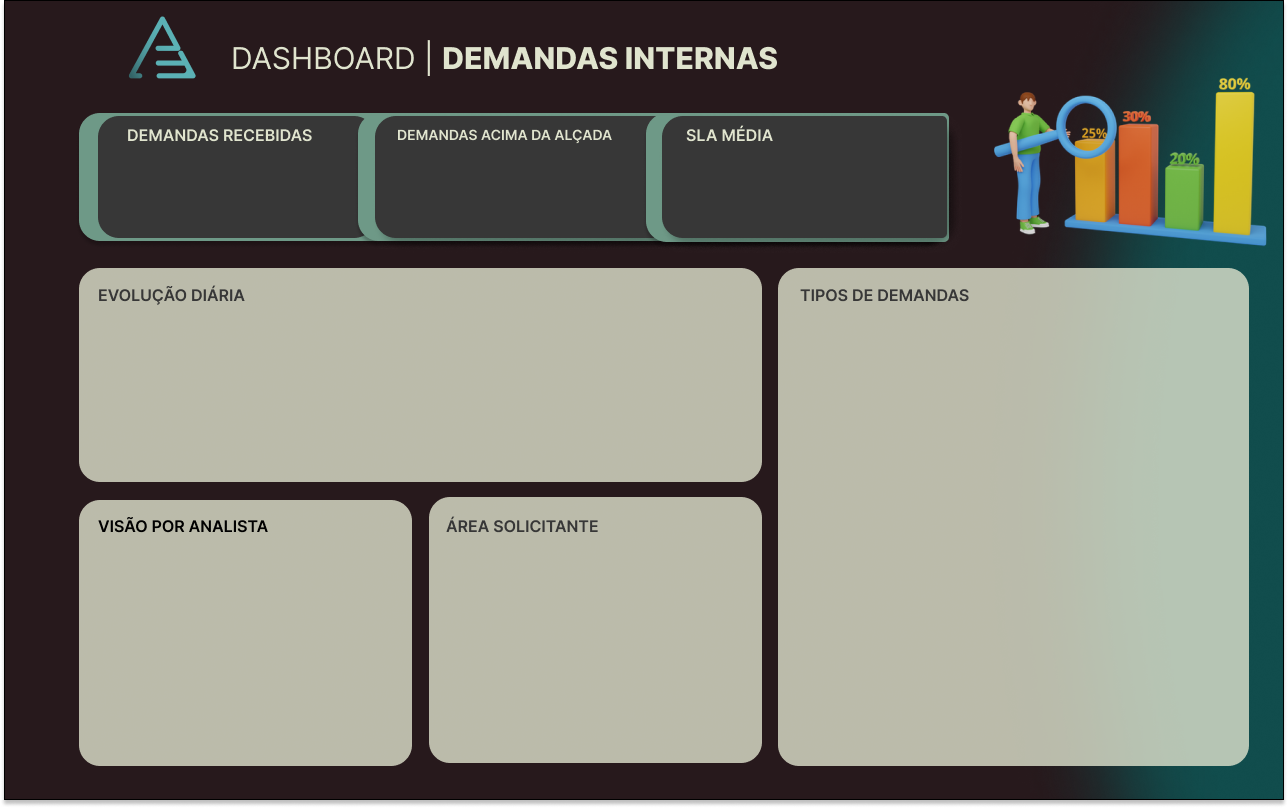 DASHBOARD | DEMANDAS INTERNAS
80%
30%
25%
20%
DEMANDAS RECEBIDAS
DEMANDAS ACIMA DA ALÇADA
SLA MÉDIA
EVOLUÇÃO DIÁRIA
TIPOS DE DEMANDAS
VISÃO POR ANALISTA
ÁREA SOLICITANTE